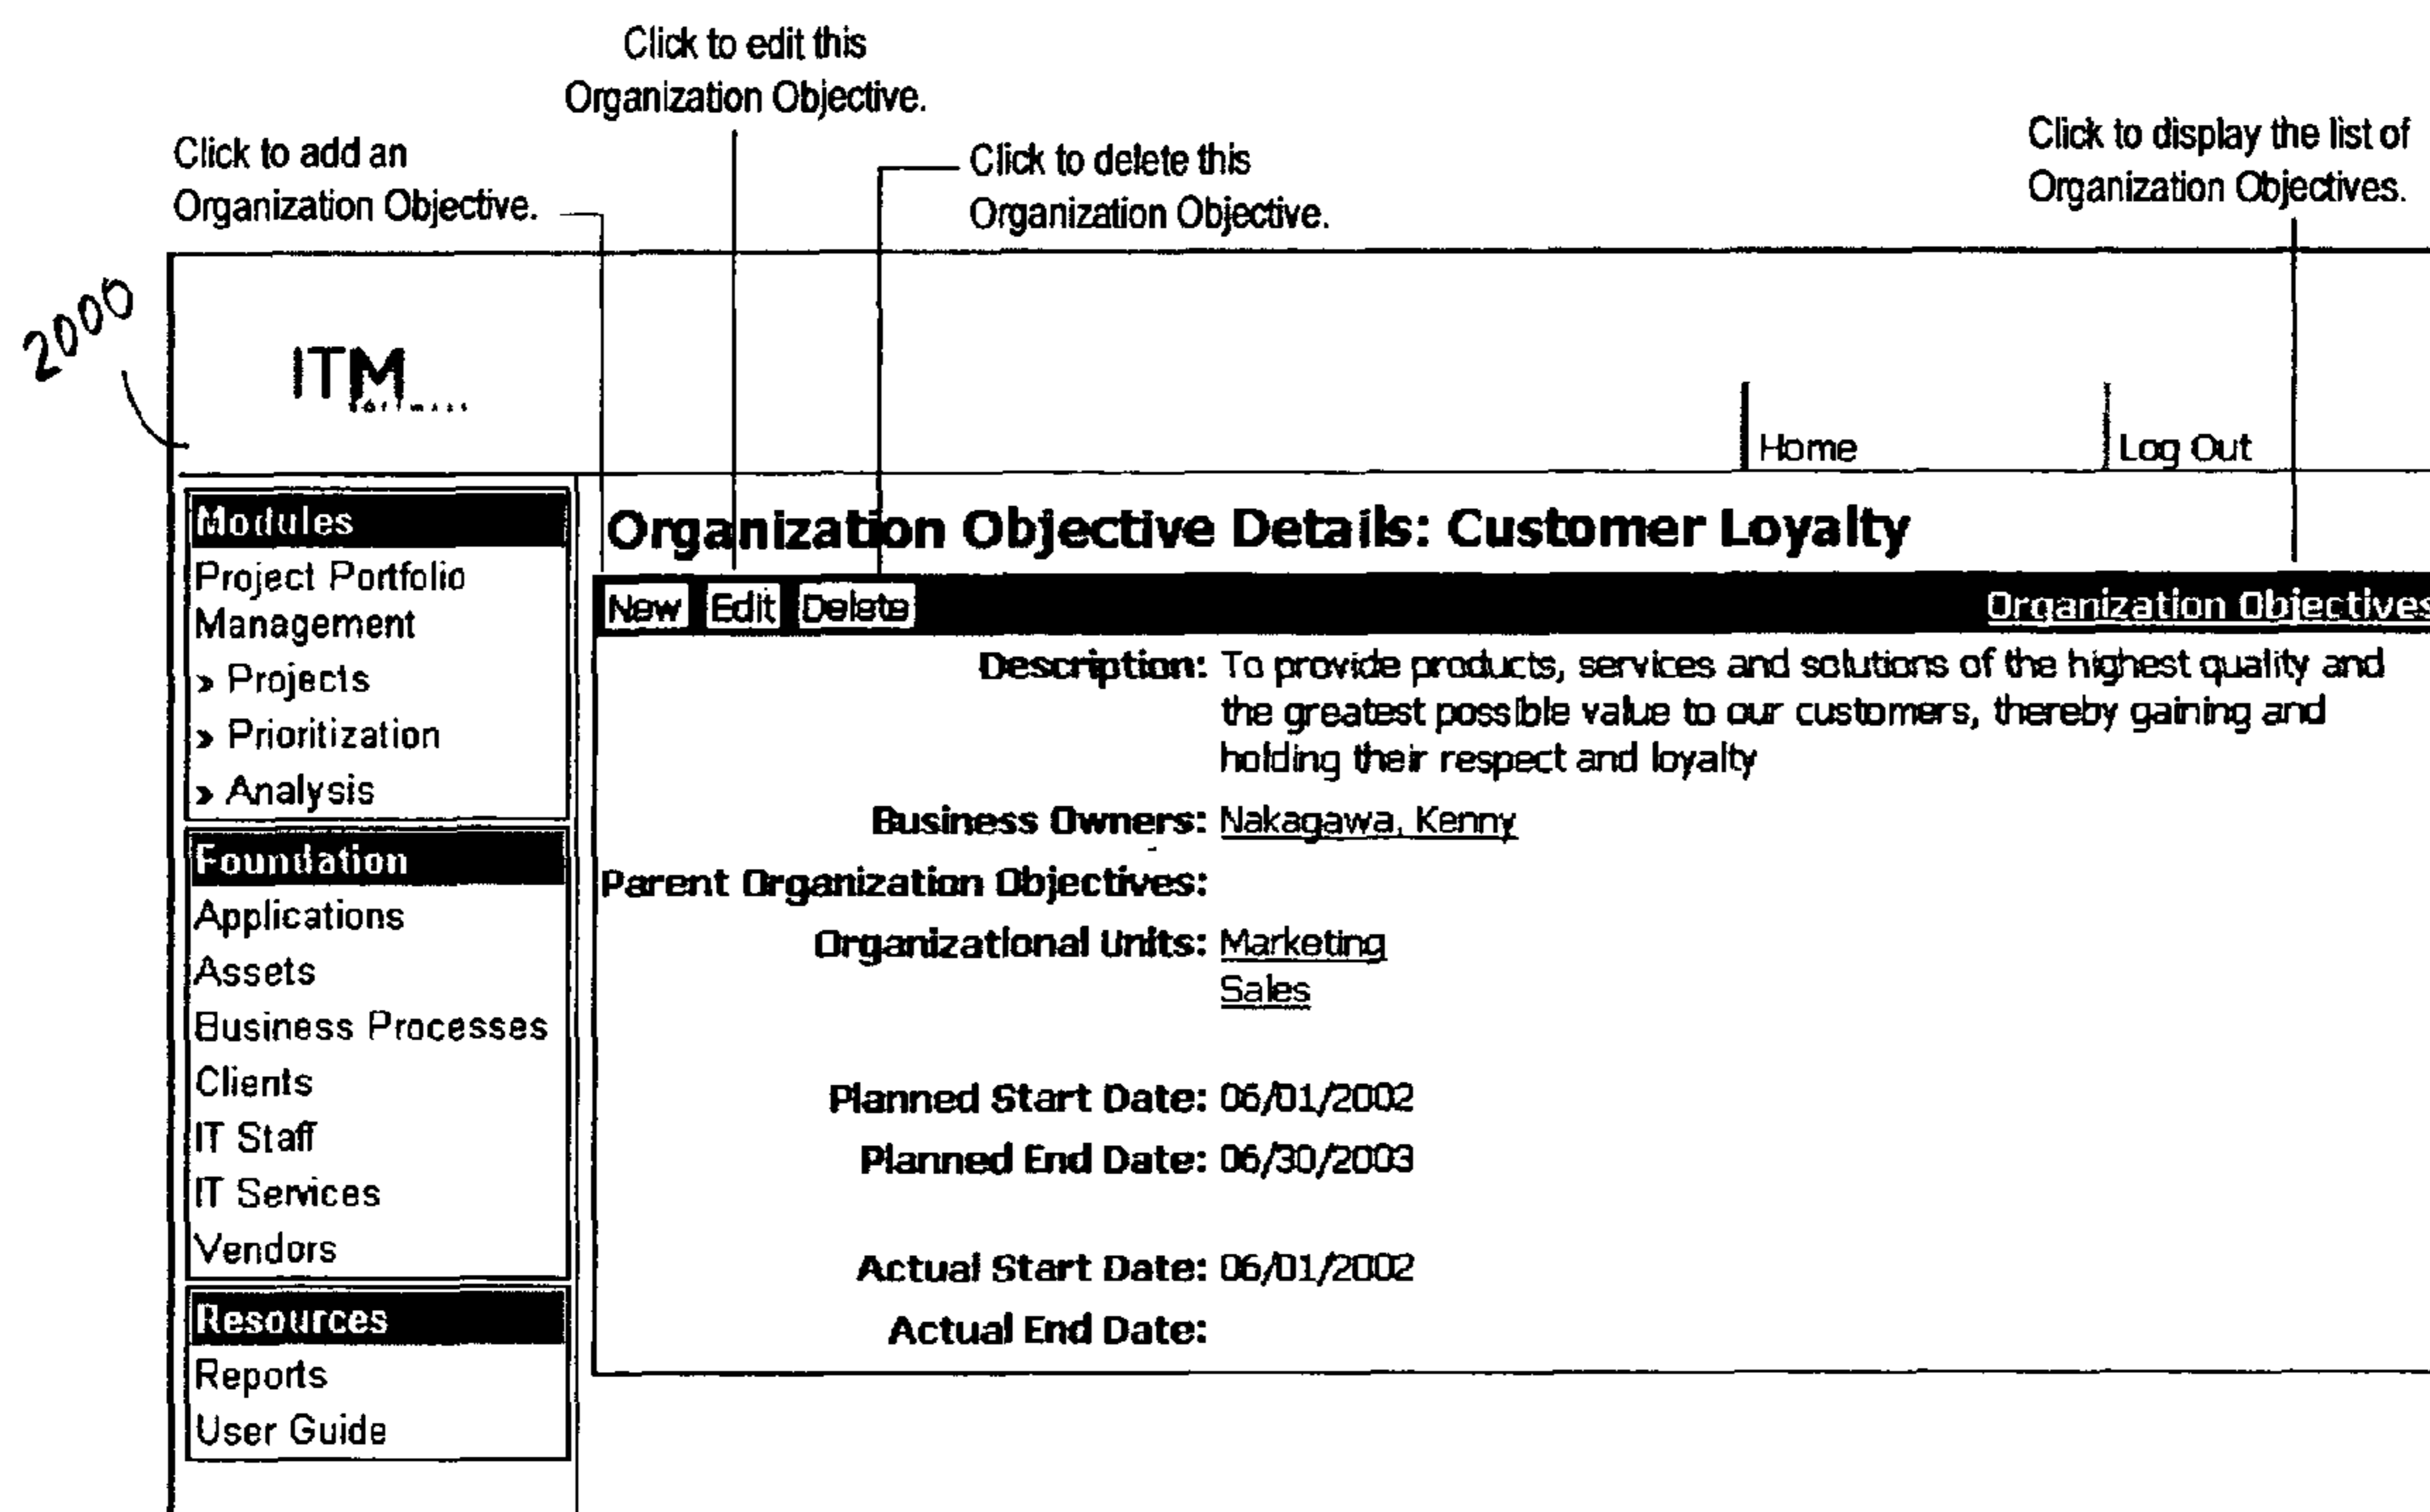 Click to edit this
Organization Objective.
Click to add an
Organization Objective.
Click to delete this
Organization Objective.
Click to display the list of
Organization Objectives.
2000
ITM
software
Home
Log Out
Modules
Project Portfolio
Management
» Projects
» Prioritization
» Analysis
Foundation
Applications
Assets
Business Processes
Clients
IT Staff
IT Services
Vendors
Resources
Reports
User Guide
Organization Objective Details: Customer Loyalty
New Edit Delete
Organization Objectives
Description: To provide products, services and solutions of the highest quality and
the greatest possible value to our customers, thereby gaining and
holding their respect and loyalty
Business Owners: Nakagawa, Kenny
Parent Organization Objectives:
Organizational Units: Marketing
Sales
Planned Start Date: 06/01/2002
Planned End Date: 06/30/2003
Actual Start Date: 06/01/2002
Actual End Date: